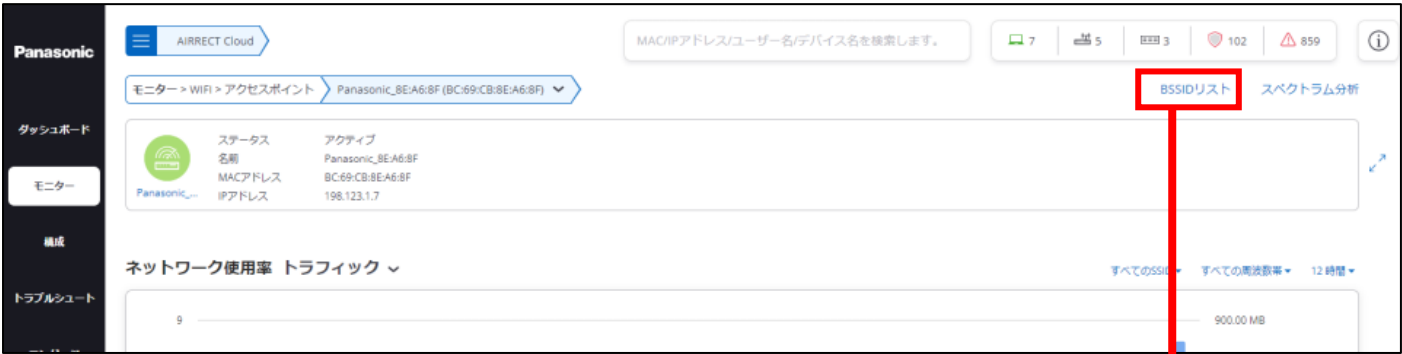 Panasonic
AIRRECT Cloud
MAC/IPアドレス/ユーザー名/デバイス名を検索します。
7
5
3
102
859
モニター > WIFI > アクセスポイント
Panasonic_8E:A6:8F (BC:69:CB:8E:A6:8F)
BSSIDリスト
スペクトラム分析
ダッシュボード
モニター
構成
トラブルシュート
ステータス アクティブ
名前 Panasonic_8E:A6:8F
MACアドレス BC:69:CB:8E:A6:8F
IPアドレス 198.123.1.7
Panasonic_...
ネットワーク使用率 トラフィック
すべてのSSID
すべての周波数帯
12 時間
9
900.00 MB